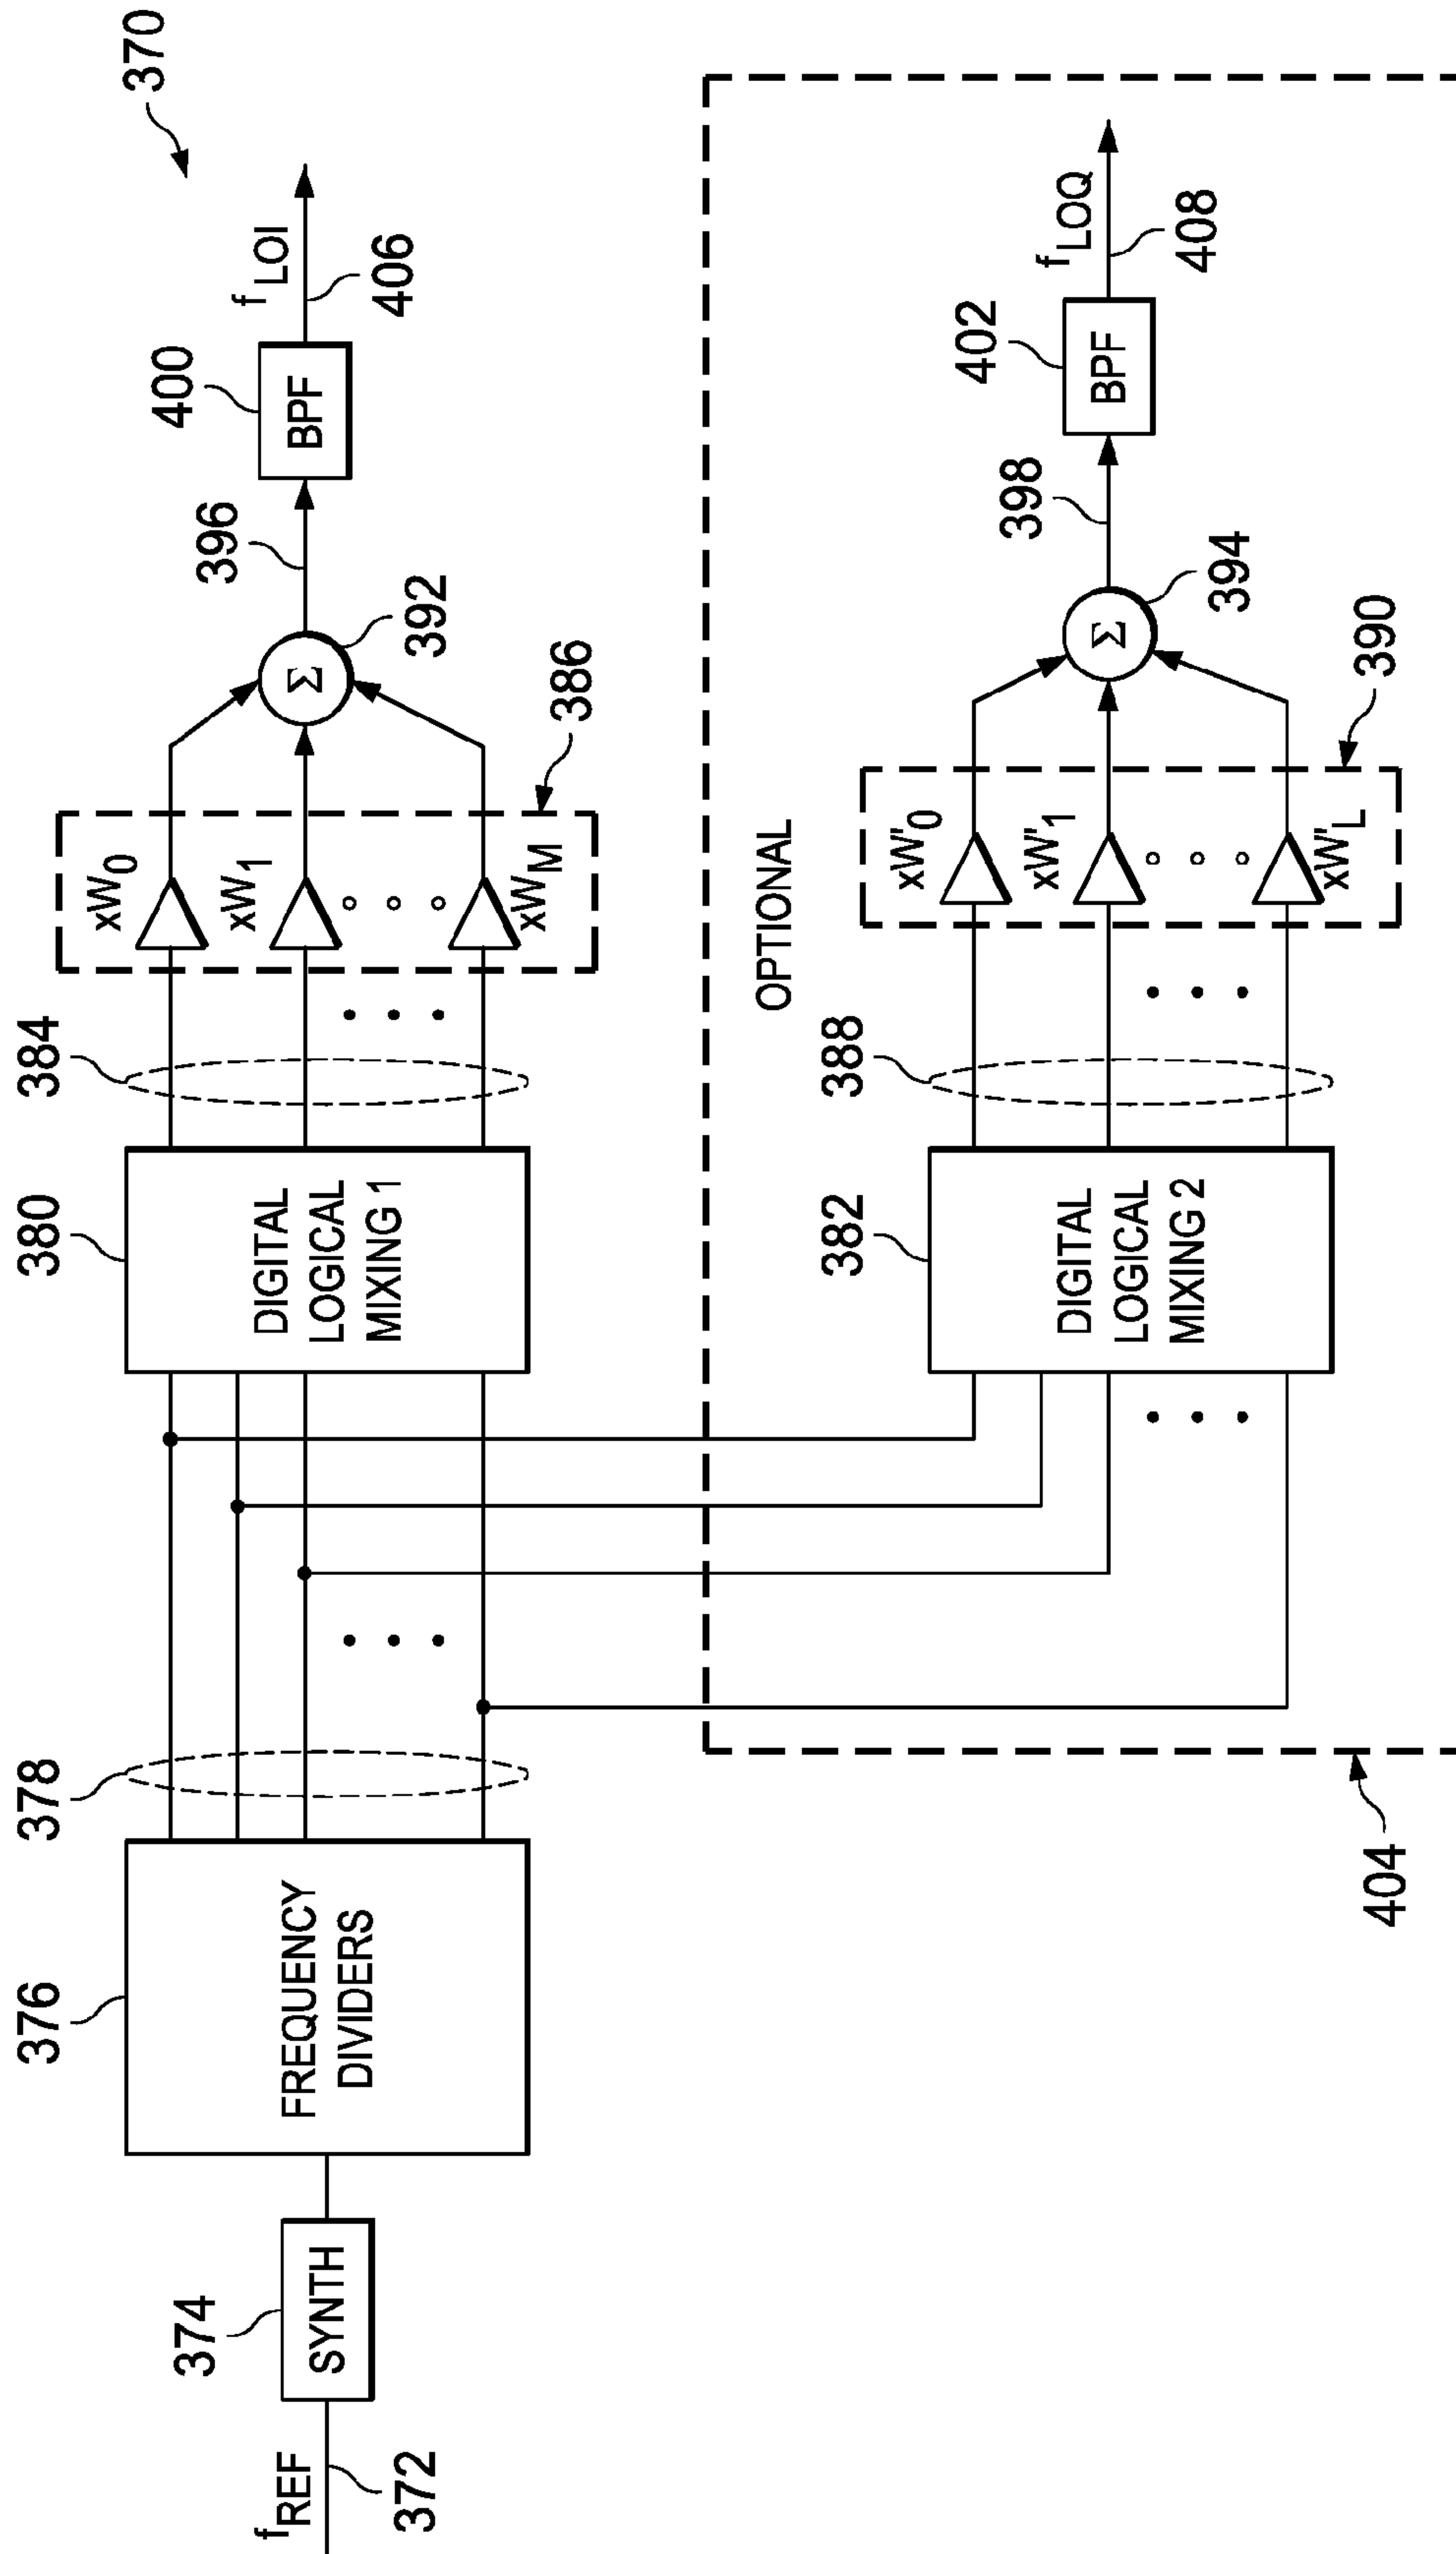 370
f_REF
372
374
SYNTH
376
FREQUENCY
DIVIDERS
378
380
DIGITAL
LOGICAL
MIXING 1
384
xW_0
xW_1
xW_M
386
Σ
392
396
400
BPF
f_LOI
406
OPTIONAL
382
DIGITAL
LOGICAL
MIXING 2
388
xW'_0
xW'_1
xW'_L
390
Σ
394
398
402
BPF
f_LOQ
408
404